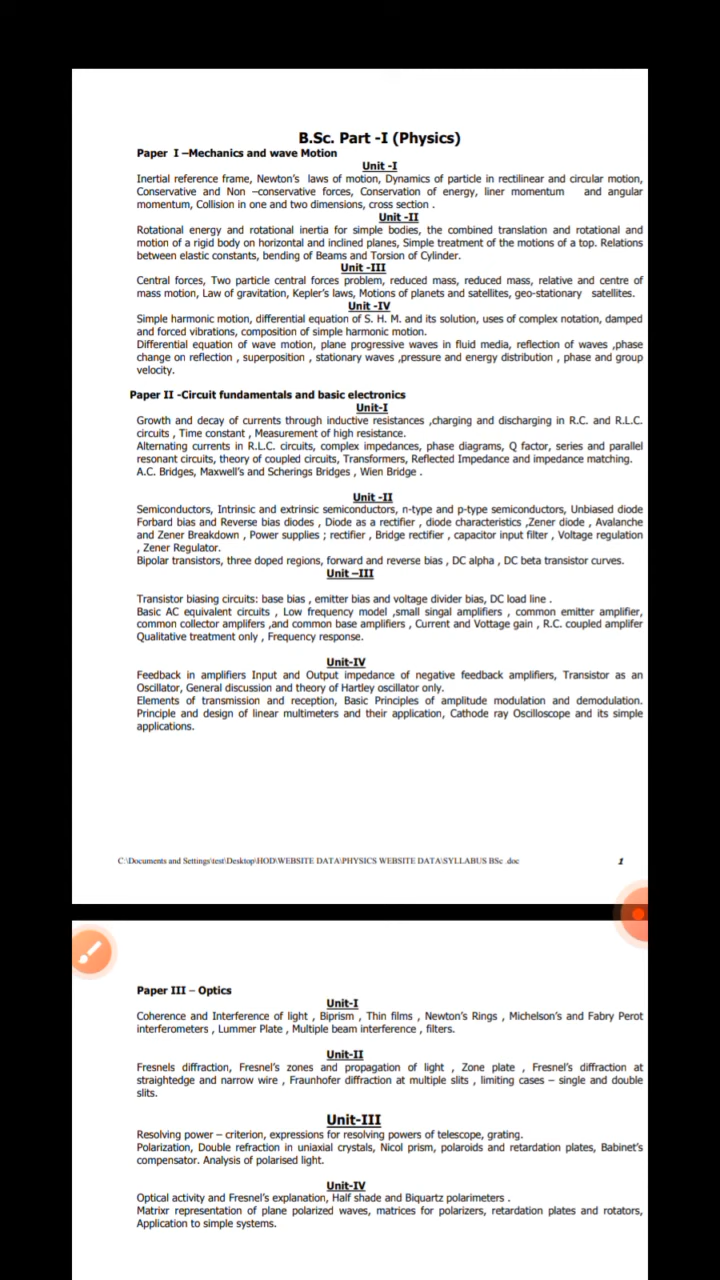 B.Sc. Part -I (Physics)
Paper I –Mechanics and wave Motion
Unit -I
Inertial reference frame, Newton's laws of motion, Dynamics of particle in rectilinear and circular motion,
Conservative and Non –conservative forces, Conservation of energy, liner momentum and angular
momentum, Collision in one and two dimensions, cross section .
Unit -II
Rotational energy and rotational inertia for simple bodies, the combined translation and rotational and
motion of a rigid body on horizontal and inclined planes, Simple treatment of the motions of a top. Relations
between elastic constants, bending of Beams and Torsion of Cylinder.
Unit -III
Central forces, Two particle central forces problem, reduced mass, reduced mass, relative and centre of
mass motion, Law of gravitation, Kepler's laws, Motions of planets and satellites, geo-stationary satellites.
Unit -IV
Simple harmonic motion, differential equation of S. H. M. and its solution, uses of complex notation, damped
and forced vibrations, composition of simple harmonic motion.
Differential equation of wave motion, plane progressive waves in fluid media, reflection of waves ,phase
change on reflection , superposition , stationary waves ,pressure and energy distribution , phase and group
velocity.
Paper II -Circuit fundamentals and basic electronics
Unit-I
Growth and decay of currents through inductive resistances ,charging and discharging in R.C. and R.L.C.
circuits , Time constant , Measurement of high resistance.
Alternating currents in R.L.C. circuits, complex impedances, phase diagrams, Q factor, series and parallel
resonant circuits, theory of coupled circuits, Transformers, Reflected Impedance and impedance matching.
A.C. Bridges, Maxwell's and Scherings Bridges , Wien Bridge .
Unit -II
Semiconductors, Intrinsic and extrinsic semiconductors, n-type and p-type semiconductors, Unbiased diode
Forbard bias and Reverse bias diodes , Diode as a rectifier , diode characteristics ,Zener diode , Avalanche
and Zener Breakdown , Power supplies ; rectifier , Bridge rectifier , capacitor input filter , Voltage regulation
, Zener Regulator.
Bipolar transistors, three doped regions, forward and reverse bias , DC alpha , DC beta transistor curves.
Unit –III
Transistor biasing circuits: base bias , emitter bias and voltage divider bias, DC load line .
Basic AC equivalent circuits , Low frequency model ,small singal amplifiers , common emitter amplifier,
common collector amplifers ,and common base amplifiers , Current and Vottage gain , R.C. coupled amplifer
Qualitative treatment only , Frequency response.
Unit-IV
Feedback in amplifiers Input and Output impedance of negative feedback amplifiers, Transistor as an
Oscillator, General discussion and theory of Hartley oscillator only.
Elements of transmission and reception, Basic Principles of amplitude modulation and demodulation.
Principle and design of linear multimeters and their application, Cathode ray Oscilloscope and its simple
applications.
C:\Documents and Settings\test\Desktop\HOD\WEBSITE DATA\PHYSICS WEBSITE DATA\SYLLABUS BSc .doc 1
Paper III – Optics
Unit-I
Coherence and Interference of light , Biprism , Thin films , Newton's Rings , Michelson's and Fabry Perot
interferometers , Lummer Plate , Multiple beam interference , filters.
Unit-II
Fresnels diffraction, Fresnel's zones and propagation of light , Zone plate , Fresnel's diffraction at
straightedge and narrow wire , Fraunhofer diffraction at multiple slits , limiting cases – single and double
slits.
Unit-III
Resolving power – criterion, expressions for resolving powers of telescope, grating.
Polarization, Double refraction in uniaxial crystals, Nicol prism, polaroids and retardation plates, Babinet's
compensator. Analysis of polarised light.
Unit-IV
Optical activity and Fresnel's explanation, Half shade and Biquartz polarimeters .
Matrixr representation of plane polarized waves, matrices for polarizers, retardation plates and rotators,
Application to simple systems.